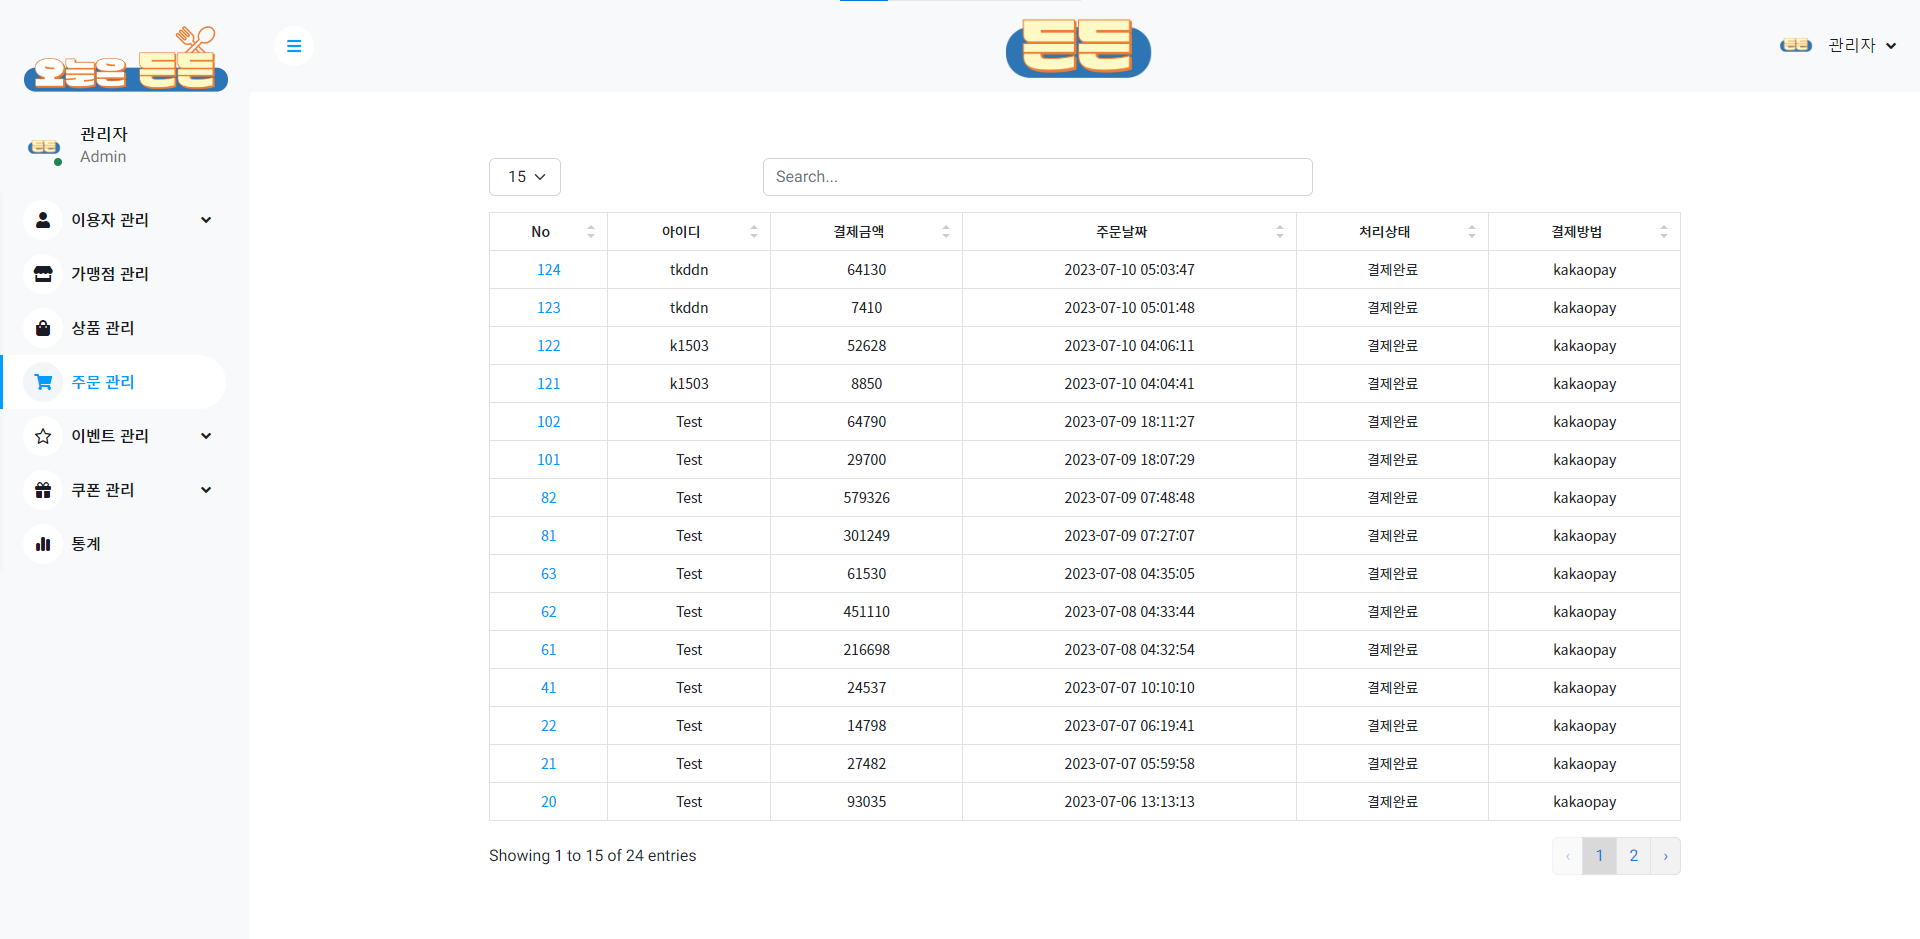 오늘은 든든
든든
관리자
관리자
Admin
이용자 관리
가맹점 관리
상품 관리
주문 관리
이벤트 관리
쿠폰 관리
통계
15 Search...
No 아이디 결제금액 주문날짜 처리상태 결제방법
124 tkddn 64130 2023-07-10 05:03:47 결제완료 kakaopay
123 tkddn 7410 2023-07-10 05:01:48 결제완료 kakaopay
122 k1503 52628 2023-07-10 04:06:11 결제완료 kakaopay
121 k1503 8850 2023-07-10 04:04:41 결제완료 kakaopay
102 Test 64790 2023-07-09 18:11:27 결제완료 kakaopay
101 Test 29700 2023-07-09 18:07:29 결제완료 kakaopay
82 Test 579326 2023-07-09 07:48:48 결제완료 kakaopay
81 Test 301249 2023-07-09 07:27:07 결제완료 kakaopay
63 Test 61530 2023-07-08 04:35:05 결제완료 kakaopay
62 Test 451110 2023-07-08 04:33:44 결제완료 kakaopay
61 Test 216698 2023-07-08 04:32:54 결제완료 kakaopay
41 Test 24537 2023-07-07 10:10:10 결제완료 kakaopay
22 Test 14798 2023-07-07 06:19:41 결제완료 kakaopay
21 Test 27482 2023-07-07 05:59:58 결제완료 kakaopay
20 Test 93035 2023-07-06 13:13:13 결제완료 kakaopay
Showing 1 to 15 of 24 entries
‹ 1 2 ›